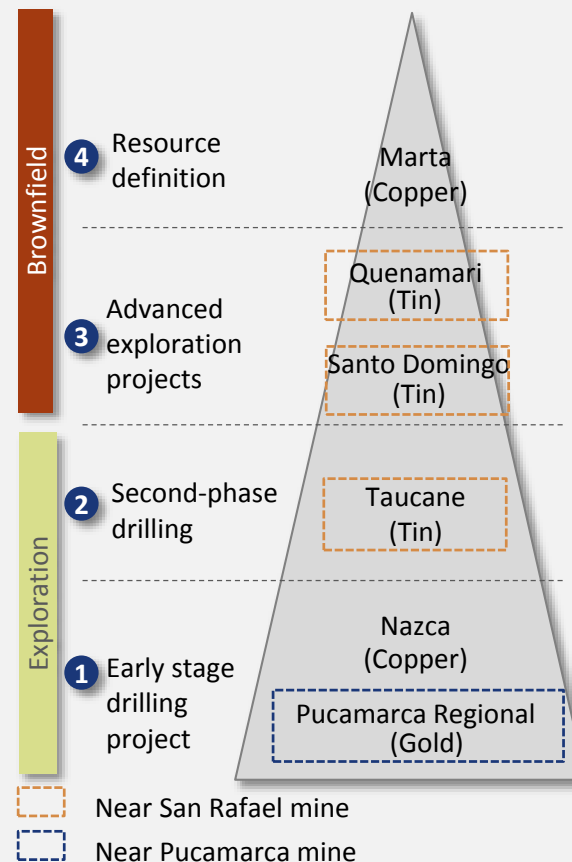 Brownfield
4
Resource
definition
Marta
(Copper)
3
Advanced
exploration
projects
Quenamari
(Tin)
Santo Domingo
(Tin)
Exploration
2
Second-phase
drilling
Taucane
(Tin)
1
Early stage
drilling
project
Nazca
(Copper)
Pucamarca Regional
(Gold)
Near San Rafael mine
Near Pucamarca mine